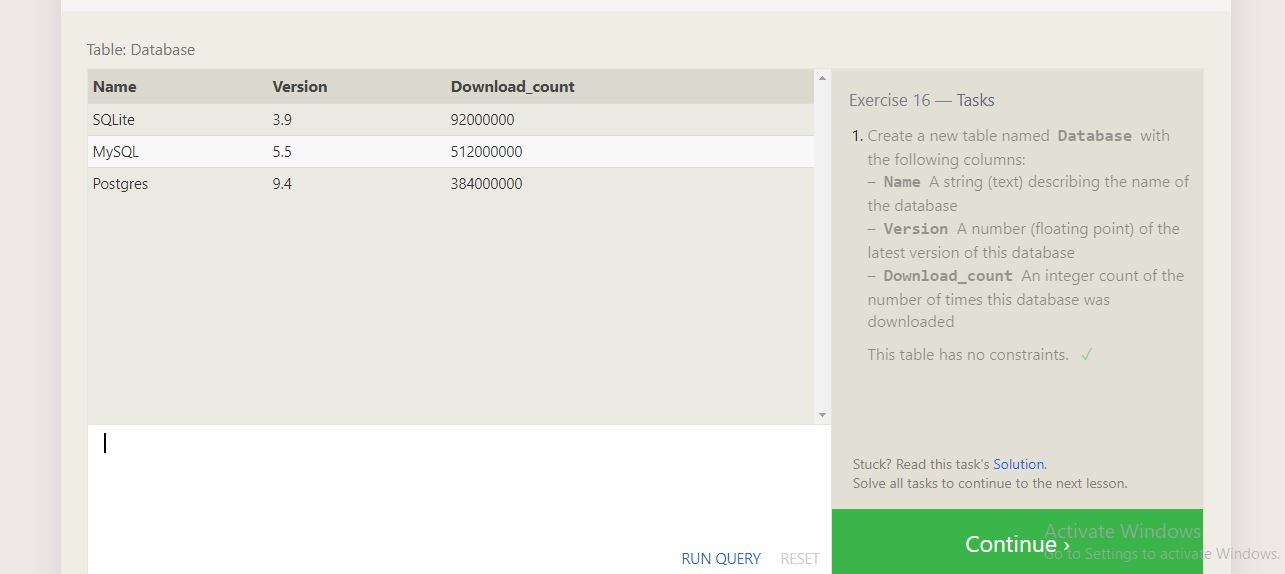 Table: Database
Name Version Download_count
SQLite 3.9 92000000
MySQL 5.5 512000000
Postgres 9.4 384000000
RUN QUERY RESET
Exercise 16 — Tasks
1. Create a new table named Database with
the following columns:
– Name A string (text) describing the name of
the database
– Version A number (floating point) of the
latest version of this database
– Download_count An integer count of the
number of times this database was
downloaded
This table has no constraints. ✓
Stuck? Read this task's Solution.
Solve all tasks to continue to the next lesson.
Continue ›
Activate Windows
Go to Settings to activate Windows.